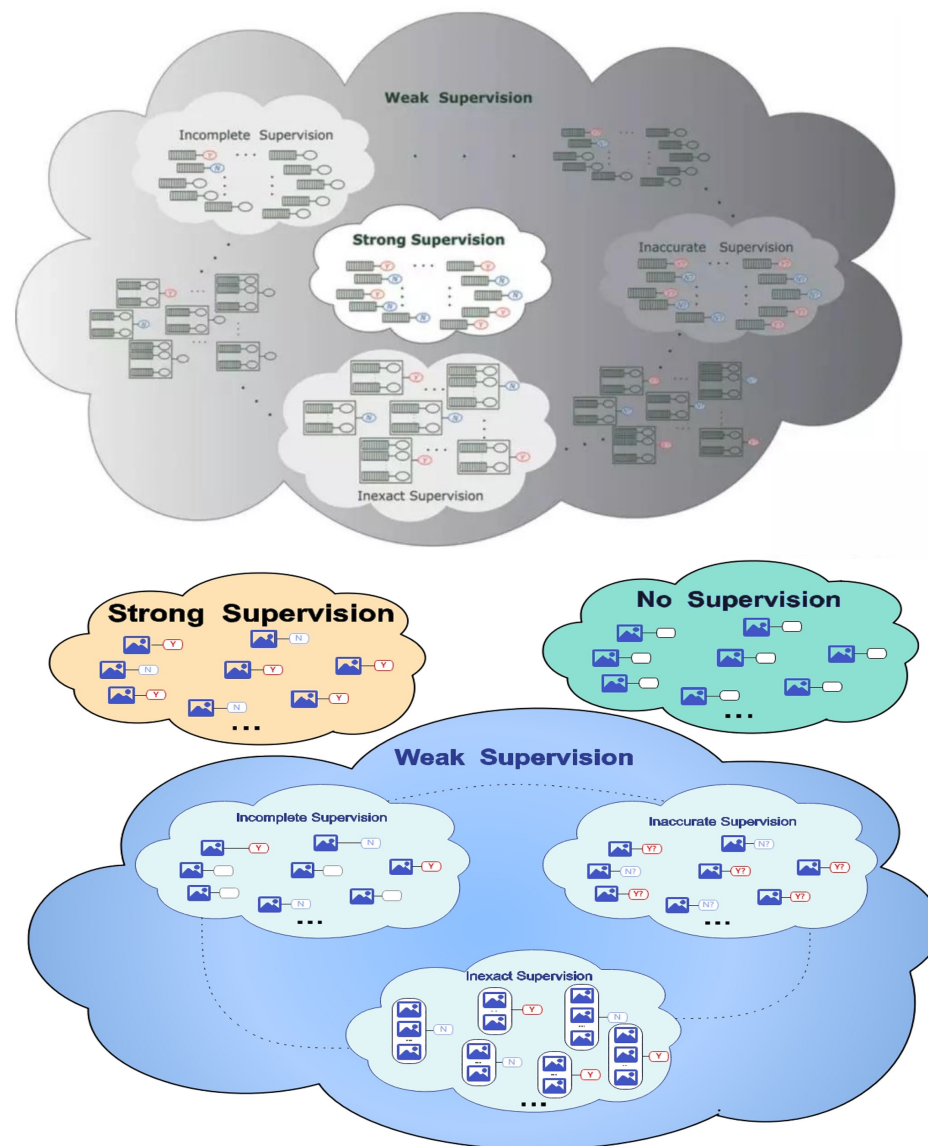 Weak Supervision
Incomplete Supervision
Y
N
Strong Supervision
Y Y
N N
Y N
N Y
Y
Inaccurate Supervision
Y? Y?
N? N?
Y? N?
N? Y?
Y?
Y
N
Y
N
N N
Y Y
Inexact Supervision
Strong Supervision
N
Y
N Y Y
Y Y
N
...
No Supervision
...
Weak Supervision
Incomplete Supervision
Y N
Y
N
...
Inaccurate Supervision
Y? N?
N? Y? Y?
Y? Y?
N?
...
Inexact Supervision
Y
N N
N Y
Y
...